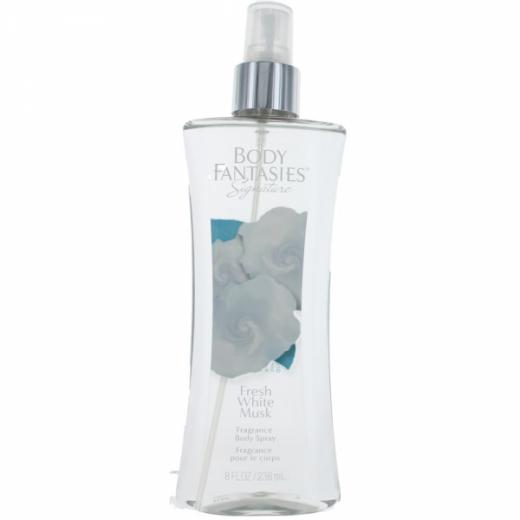 BODY
FANTASIES®
Signature
Fresh
White
Musk
Fragrance
Body Spray
Fragrance
pour le corps
8 FL OZ / 236 mL